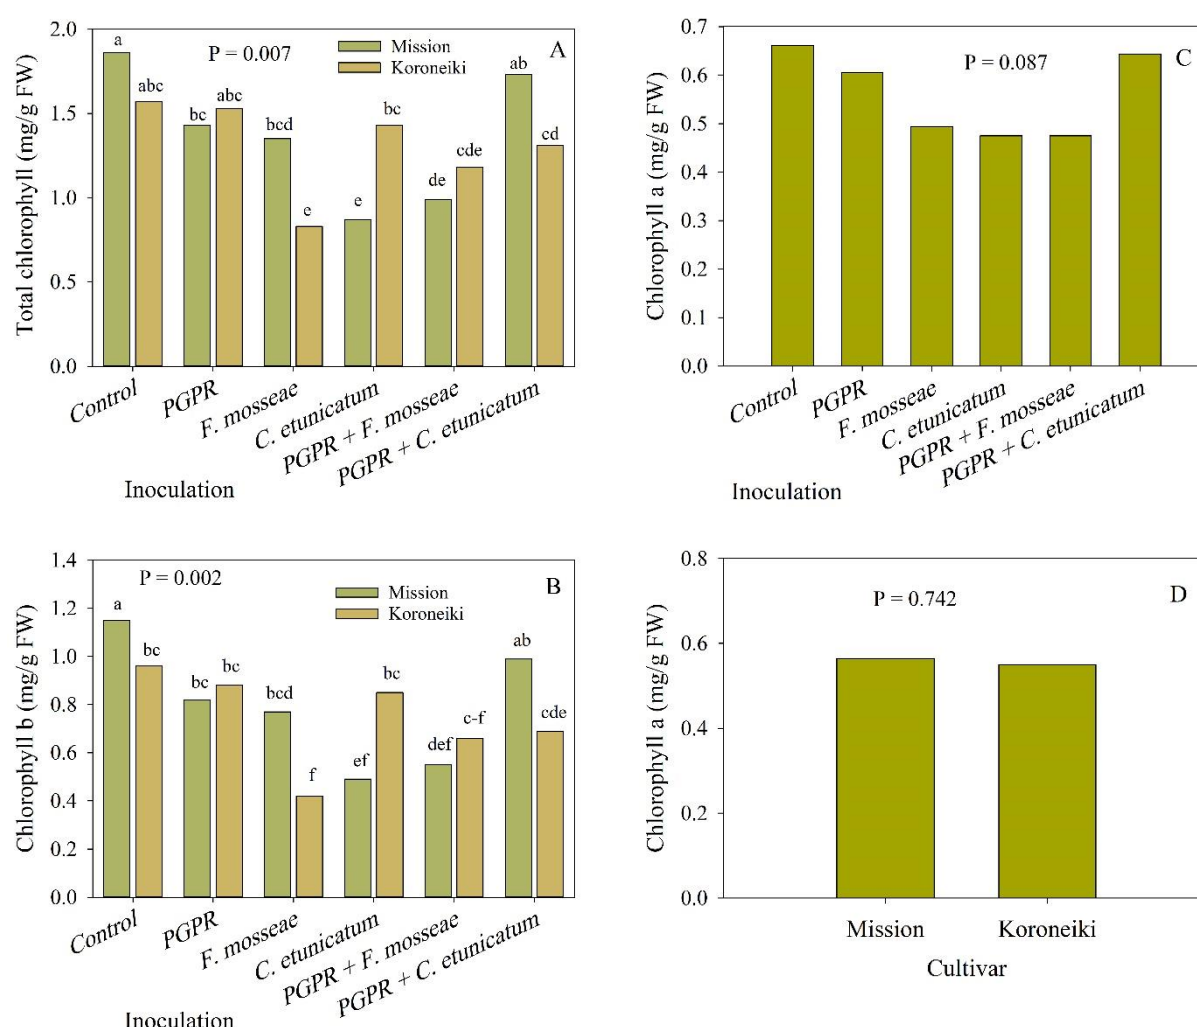 A
P = 0.007
Mission
Koroneiki
Total chlorophyll (mg/g FW)
2.0
1.5
1.0
0.5
0.0
a
abc
bc
abc
bcd
e
e
bc
de
cde
ab
cd
Control
PGPR
F. mosseae
C. etunicatum
PGPR + F. mosseae
PGPR + C. etunicatum
Inoculation
C
P = 0.087
Chlorophyll a (mg/g FW)
0.7
0.6
0.5
0.4
0.3
0.2
0.1
0.0
Control
PGPR
F. mosseae
C. etunicatum
PGPR + F. mosseae
PGPR + C. etunicatum
Inoculation
B
P = 0.002
Mission
Koroneiki
Chlorophyll b (mg/g FW)
1.4
1.2
1.0
0.8
0.6
0.4
0.2
0.0
a
bc
bc
bc
bcd
f
ef
bc
def
c-f
ab
cde
Control
PGPR
F. mosseae
C. etunicatum
PGPR + F. mosseae
PGPR + C. etunicatum
Inoculation
D
P = 0.742
Chlorophyll a (mg/g FW)
0.8
0.6
0.4
0.2
0.0
Mission
Koroneiki
Cultivar